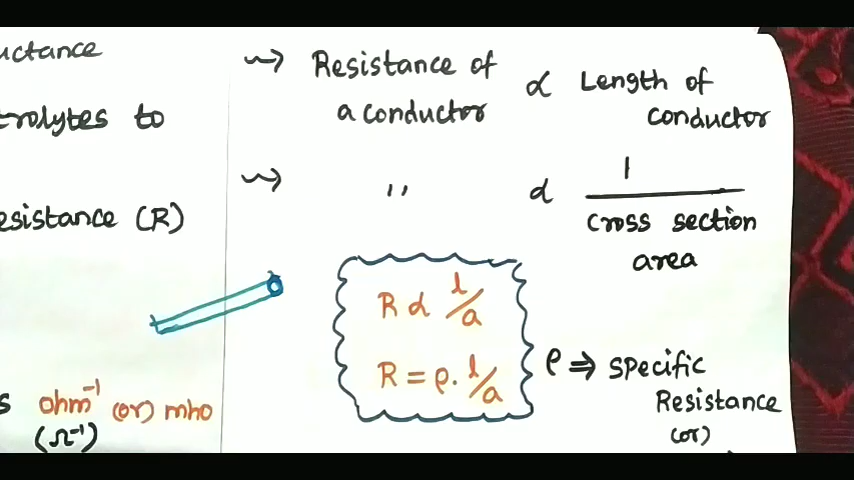 uctance
trolytes to
esistance (R)
s ohm⁻¹ (or) mho
(Ω⁻¹)
⇝ Resistance of a conductor ∝ Length of conductor
⇝ ,, ∝ 1 / cross section area
R ∝ l/a
R = ρ. l/a
ρ ⇒ specific
Resistance
(or)